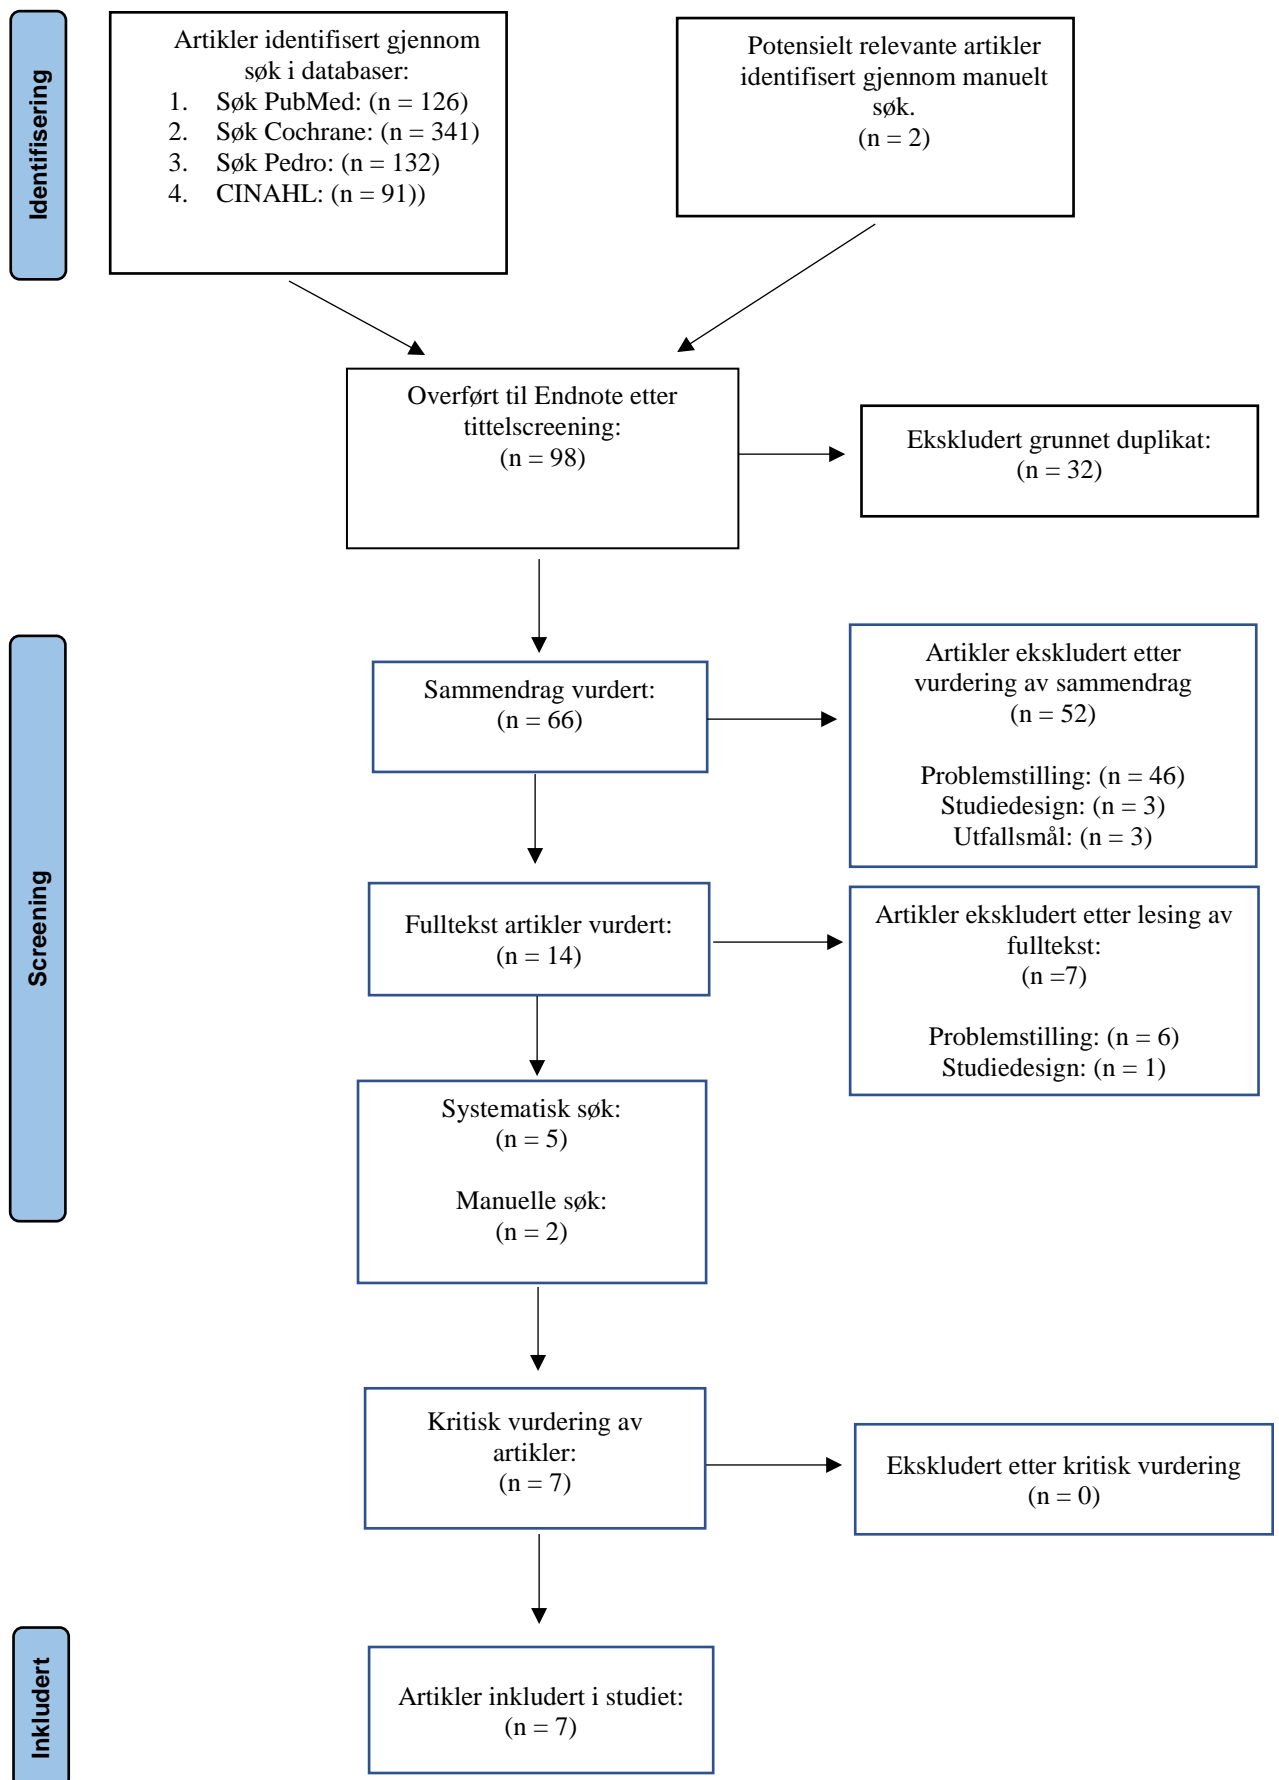 Identifisering
Artikler identifisert gjennom
søk i databaser:
1. Søk PubMed: (n = 126)
2. Søk Cochrane: (n = 341)
3. Søk Pedro: (n = 132)
4. CINAHL: (n = 91))
Potensielt relevante artikler
identifisert gjennom manuelt
søk.
(n = 2)
Overført til Endnote etter
tittelscreening:
(n = 98)
Ekskludert grunnet duplikat:
(n = 32)
Screening
Sammendrag vurdert:
(n = 66)
Artikler ekskludert etter
vurdering av sammendrag
(n = 52)
Problemstilling: (n = 46)
Studiedesign: (n = 3)
Utfallsmål: (n = 3)
Fulltekst artikler vurdert:
(n = 14)
Artikler ekskludert etter lesing av
fulltekst:
(n =7)
Problemstilling: (n = 6)
Studiedesign: (n = 1)
Systematisk søk:
(n = 5)
Manuelle søk:
(n = 2)
Kritisk vurdering av
artikler:
(n = 7)
Ekskludert etter kritisk vurdering
(n = 0)
Inkludert
Artikler inkludert i studiet:
(n = 7)